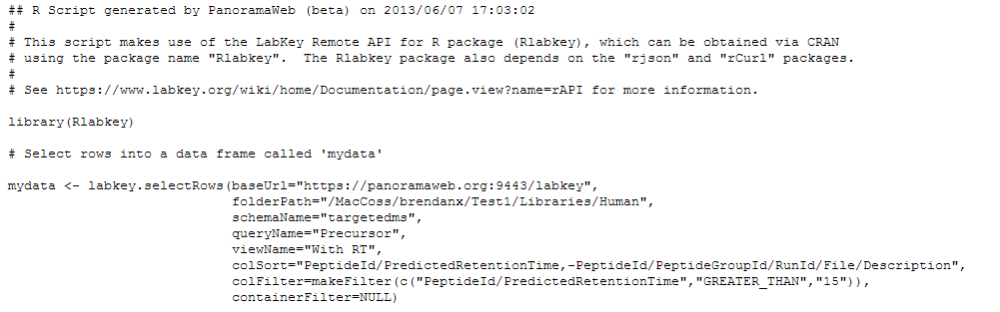 ## R Script generated by PanoramaWeb (beta) on 2013/06/07 17:03:02
#
# This script makes use of the LabKey Remote API for R package (Rlabkey), which can be obtained via CRAN
# using the package name "Rlabkey".  The Rlabkey package also depends on the "rjson" and "rCurl" packages.
#
# See https://www.labkey.org/wiki/home/Documentation/page.view?name=rAPI for more information.

library(Rlabkey)

# Select rows into a data frame called 'mydata'

mydata <- labkey.selectRows(baseUrl="https://panoramaweb.org:9443/labkey",
                            folderPath="/MacCoss/brendanx/Test1/Libraries/Human",
                            schemaName="targetedms",
                            queryName="Precursor",
                            viewName="With RT",
                            colSort="PeptideId/PredictedRetentionTime,-PeptideId/PeptideGroupId/RunId/File/Description",
                            colFilter=makeFilter(c("PeptideId/PredictedRetentionTime","GREATER_THAN","15")),
                            containerFilter=NULL)